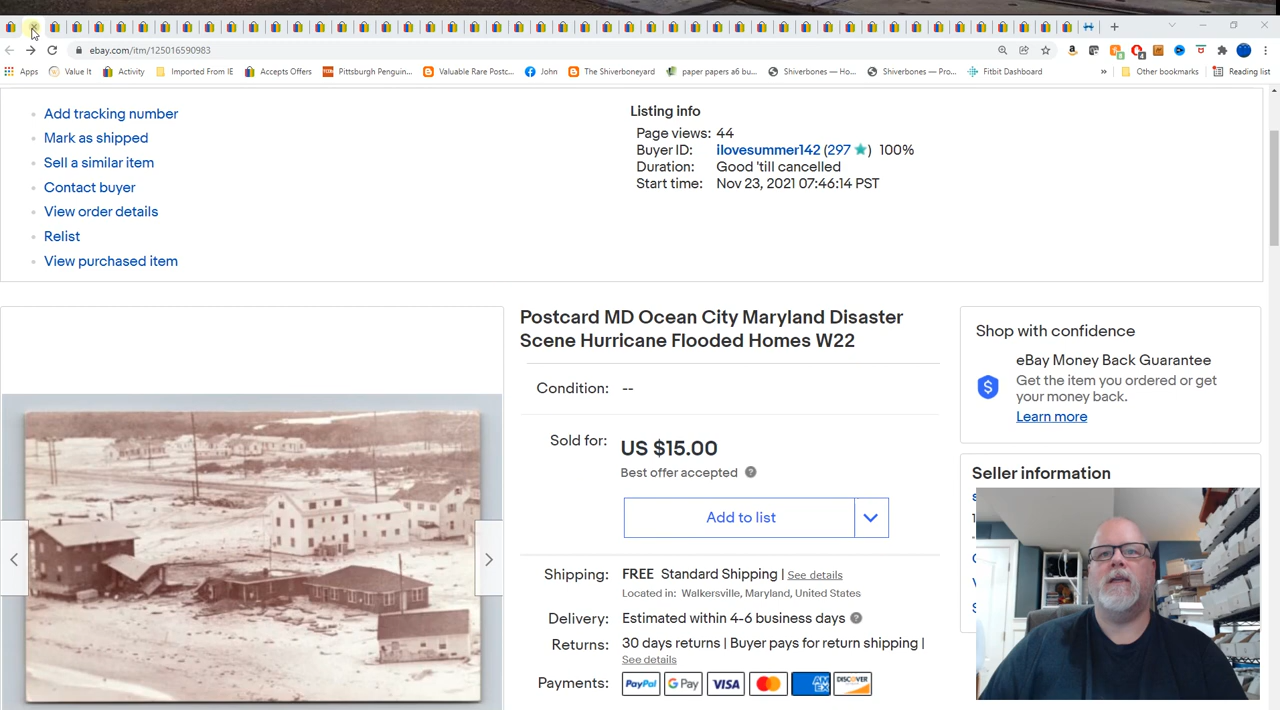 ebay.com/itm/125016590983
Apps Value It Activity Imported From IE Accepts Offers Pittsburgh Penguin... Valuable Rare Postc... John The Shiverboneyard paper papers a6 bu... Shiverbones — Ho... Shiverbones — Pro... Fitbit Dashboard » Other bookmarks Reading list
Add tracking number
Mark as shipped
Sell a similar item
Contact buyer
View order details
Relist
View purchased item
Listing info
Page views: 44
Buyer ID: ilovesummer142 (297 ) 100%
Duration: Good 'till cancelled
Start time: Nov 23, 2021 07:46:14 PST
Postcard MD Ocean City Maryland Disaster
Scene Hurricane Flooded Homes W22
Condition: --
Sold for: US $15.00
Best offer accepted ?
Add to list
Shipping: FREE Standard Shipping | See details
Located in: Walkersville, Maryland, United States
Delivery: Estimated within 4-6 business days ?
Returns: 30 days returns | Buyer pays for return shipping |
See details
Payments: PayPal G Pay VISA AM EX DISCOVER
Shop with confidence
$
eBay Money Back Guarantee
Get the item you ordered or get
your money back.
Learn more
Seller information